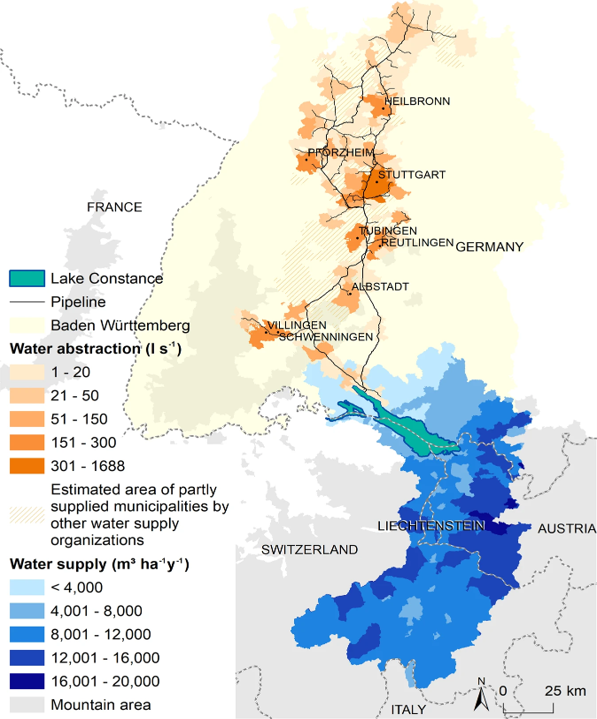 HEILBRONN
PFORZHEIM
STUTTGART
FRANCE
TÜBINGEN
REUTLINGEN
GERMANY
Lake Constance
ALBSTADT
Pipeline
Baden Württemberg
VILLINGEN
SCHWENNINGEN
Water abstraction (l s⁻¹)
1 - 20
21 - 50
51 - 150
151 - 300
301 - 1688
Estimated area of partly
supplied municipalities by
other water supply
organizations
LIECHTENSTEIN
AUSTRIA
SWITZERLAND
Water supply (m³ ha⁻¹y⁻¹)
< 4,000
4,001 - 8,000
8,001 - 12,000
12,001 - 16,000
16,001 - 20,000
Mountain area
N
0 25 km
ITALY